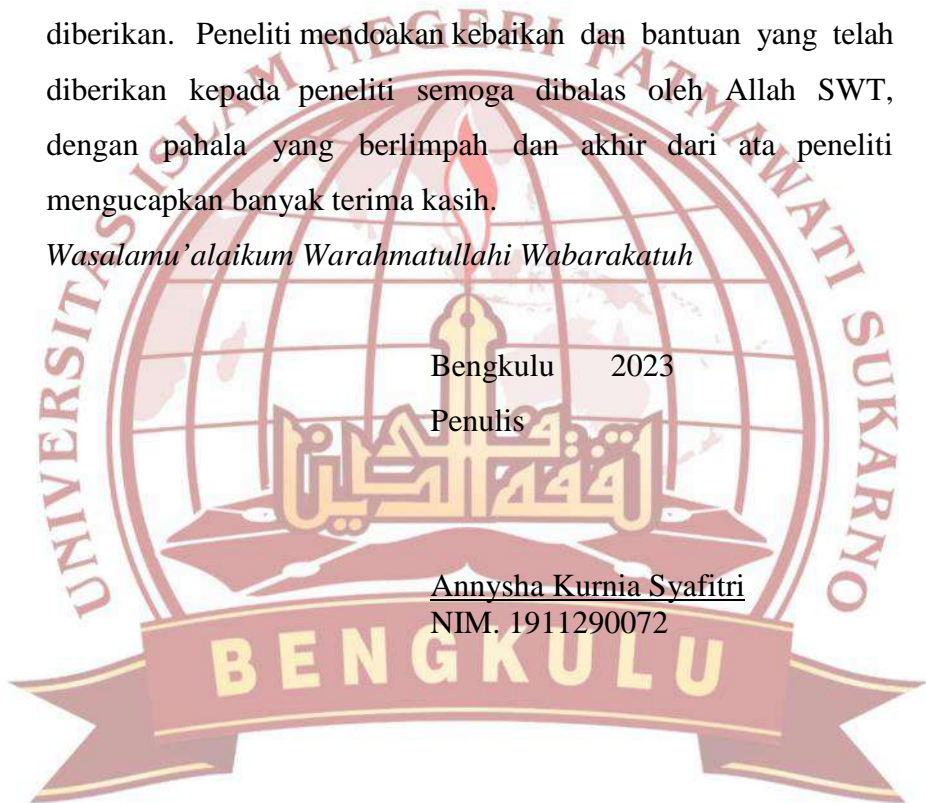 diberikan. Peneliti mendoakan kebaikan dan bantuan yang telah
diberikan kepada peneliti semoga dibalas oleh Allah SWT,
dengan pahala yang berlimpah dan akhir dari ata peneliti
mengucapkan banyak terima kasih.
Wasalamu’alaikum Warahmatullahi Wabarakatuh
Bengkulu 2023
Penulis
Annysha Kurnia Syafitri
NIM. 1911290072
UNIVERSITAS ISLAM NEGERI FATMAWATI SUKARNO
BENGKULU